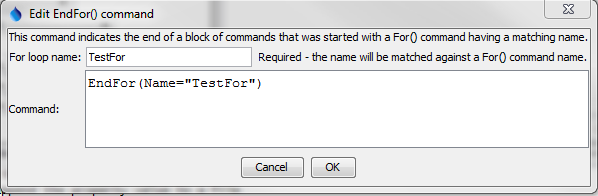 Edit EndFor() command
This command indicates the end of a block of commands that was started with a For() command having a matching name.
For loop name: TestFor Required - the name will be matched against a For() command name.
EndFor(Name="TestFor")
Command:
Cancel OK